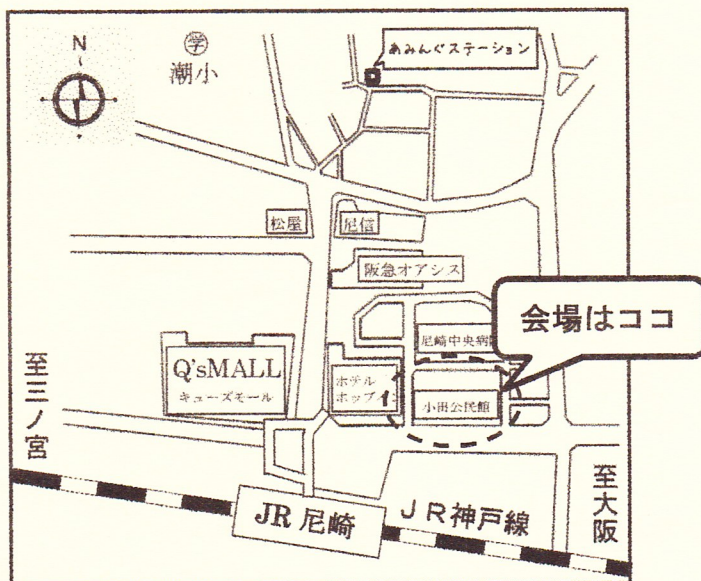 N
学
潮小
あみんぐステーション
松屋
尼信
阪急オアシス
会場はココ
尼崎中央病
Q'sMALL
キューズモール
ホテル
ホップイン
小田公民館
至三ノ宮
至大阪
JR 尼崎
JR神戸線